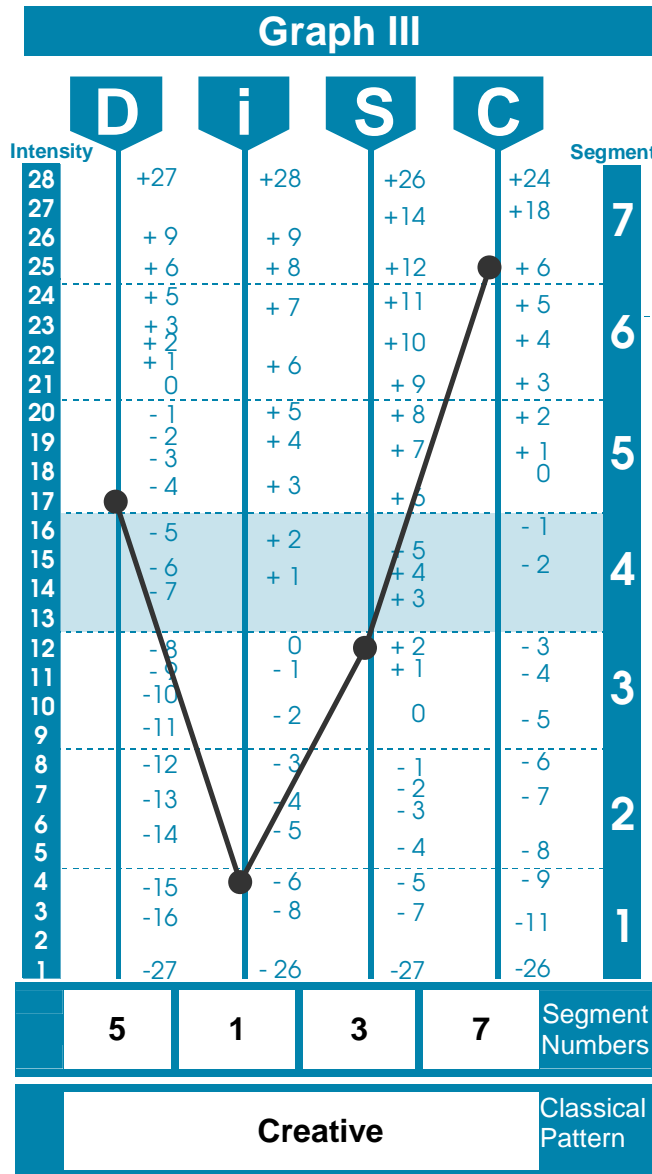 Graph III
D i S C
Intensity Segment
28 +27 +28 +26 +24
27 +14 +18 7
26 + 9 + 9
25 + 6 + 8 +12 + 6
24 + 5 + 7 +11 + 5
23 + 3 6
+ 2 +10 + 4
22 + 1 + 6
21 0 + 9 + 3
20 - 1 + 5 + 8 + 2
19 - 2 + 4 + 7 + 1 5
18 - 3 0
17 - 4 + 3 + 6
16 - 5 + 2 - 1
15 - 6 + 5 - 2 4
14 - 7 + 1 + 4
13 + 3
12 - 8 0 + 2 - 3
11 - 9 - 1 + 1 - 4 3
10 -10 - 2 0 - 5
9 -11
8 -12 - 3 - 1 - 6
7 -13 - 4 - 2 - 7 2
6 -14 - 5 - 3
5 - 4 - 8
4 -15 - 6 - 5 - 9
3 -16 - 8 - 7 -11 1
2
1 -27 - 26 -27 -26
5 1 3 7 Segment
Numbers
Creative Classical
Pattern